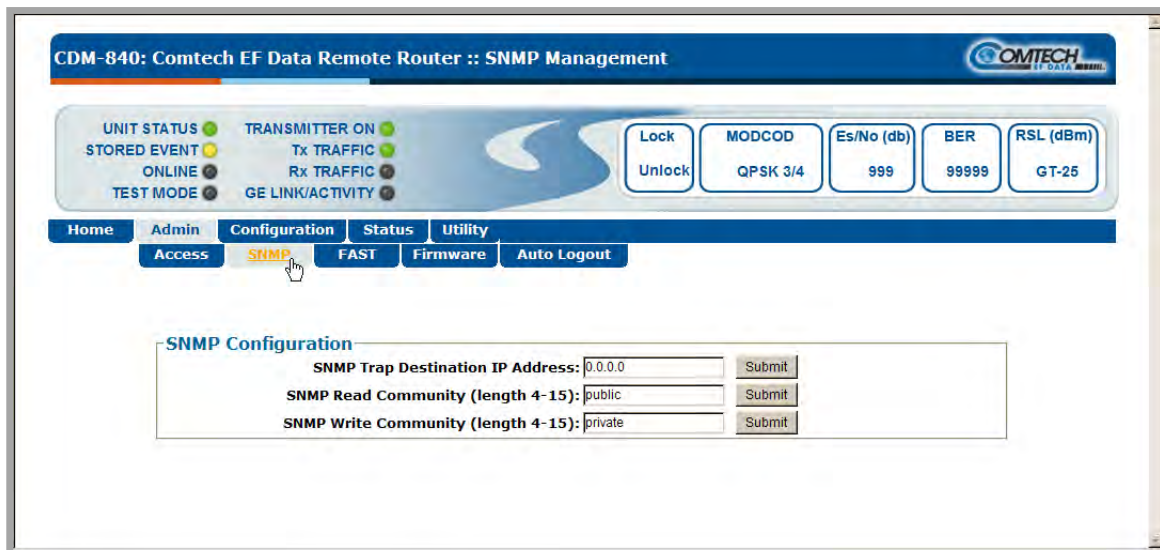 CDM-840: Comtech EF Data Remote Router :: SNMP Management
COMTECH
EF DATA
UNIT STATUS TRANSMITTER ON
STORED EVENT Tx TRAFFIC
ONLINE Rx TRAFFIC
TEST MODE GE LINK/ACTIVITY
Lock MODCOD Es/No (db) BER RSL (dBm)
Unlock QPSK 3/4 999 99999 GT-25
Home Admin Configuration Status Utility
Access SNMP FAST Firmware Auto Logout
SNMP Configuration
SNMP Trap Destination IP Address: 0.0.0.0 Submit
SNMP Read Community (length 4-15): public Submit
SNMP Write Community (length 4-15): private Submit